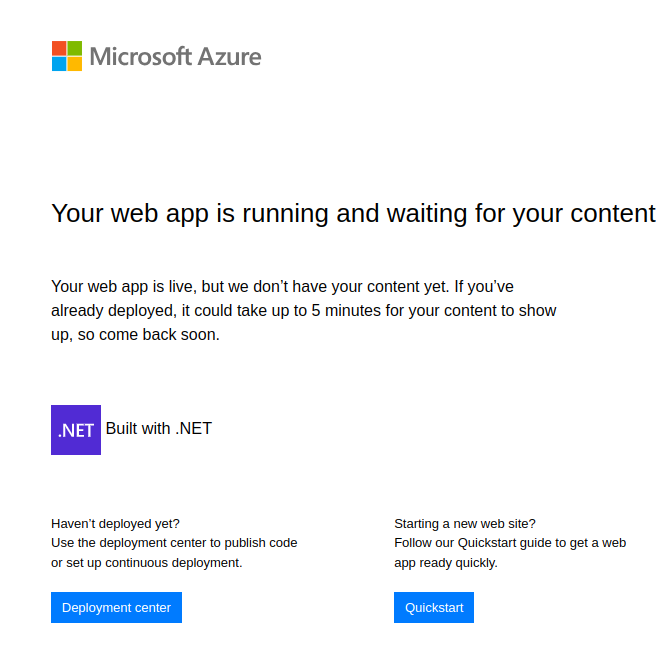 Microsoft Azure
Your web app is running and waiting for your content
Your web app is live, but we don’t have your content yet. If you’ve
already deployed, it could take up to 5 minutes for your content to show
up, so come back soon.
.NET Built with .NET
Haven’t deployed yet?
Use the deployment center to publish code
or set up continuous deployment.
Deployment center
Starting a new web site?
Follow our Quickstart guide to get a web
app ready quickly.
Quickstart